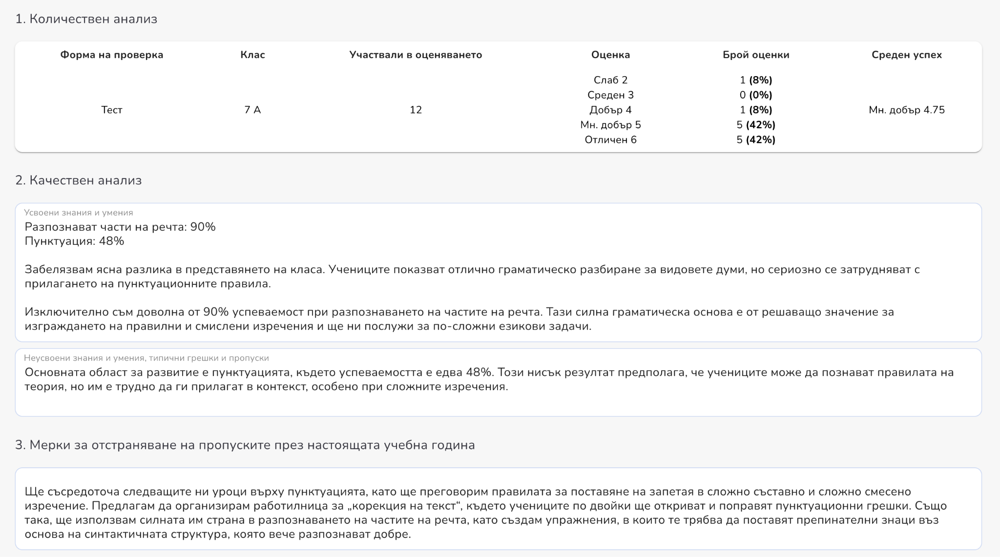 1. Количествен анализ
Форма на проверка Клас Участвали в оценяването Оценка Брой оценки Среден успех
Слаб 2 1 (8%)
Среден 3 0 (0%)
Тест 7 А 12 Добър 4 1 (8%) Мн. добър 4.75
Мн. добър 5 5 (42%)
Отличен 6 5 (42%)
2. Качествен анализ
Усвоени знания и умения
Разпознават части на речта: 90%
Пунктуация: 48%
Забелязвам ясна разлика в представянето на класа. Учениците показват отлично граматическо разбиране за видовете думи, но сериозно се затрудняват с
прилагането на пунктуационните правила.
Изключително съм доволна от 90% успеваемост при разпознаването на частите на речта. Тази силна граматическа основа е от решаващо значение за
изграждането на правилни и смислени изречения и ще ни послужи за по-сложни езикови задачи.
Неусвоени знания и умения, типични грешки и пропуски
Основната област за развитие е пунктуацията, където успеваемостта е едва 48%. Този нисък резултат предполага, че учениците може да познават правилата на
теория, но им е трудно да ги прилагат в контекст, особено при сложните изречения.
3. Мерки за отстраняване на пропуските през настоящата учебна година
Ще съсредоточа следващите ни уроци върху пунктуацията, като ще преговорим правилата за поставяне на запетая в сложно съставно и сложно смесено
изречение. Предлагам да организирам работилница за „корекция на текст“, където учениците по двойки ще откриват и поправят пунктуационни грешки. Също
така, ще използвам силната им страна в разпознаването на частите на речта, като създам упражнения, в които те трябва да поставят препинателни знаци въз
основа на синтактичната структура, която вече разпознават добре.